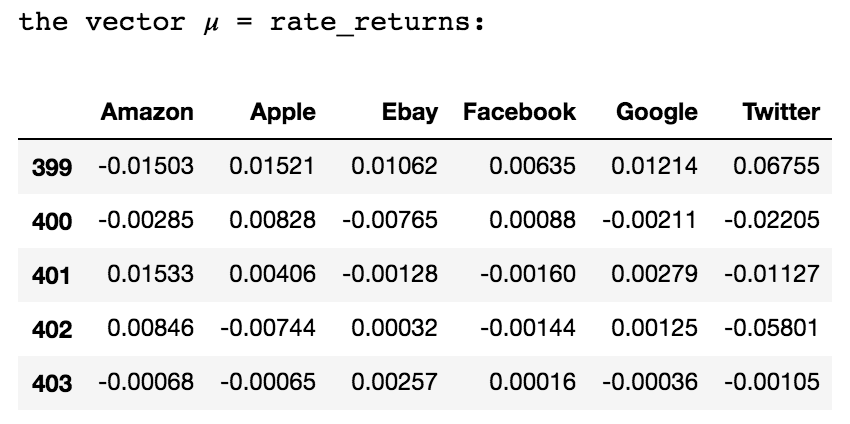 the vector μ = rate_returns:
Amazon Apple Ebay Facebook Google Twitter
399 -0.01503 0.01521 0.01062 0.00635 0.01214 0.06755
400 -0.00285 0.00828 -0.00765 0.00088 -0.00211 -0.02205
401 0.01533 0.00406 -0.00128 -0.00160 0.00279 -0.01127
402 0.00846 -0.00744 0.00032 -0.00144 0.00125 -0.05801
403 -0.00068 -0.00065 0.00257 0.00016 -0.00036 -0.00105